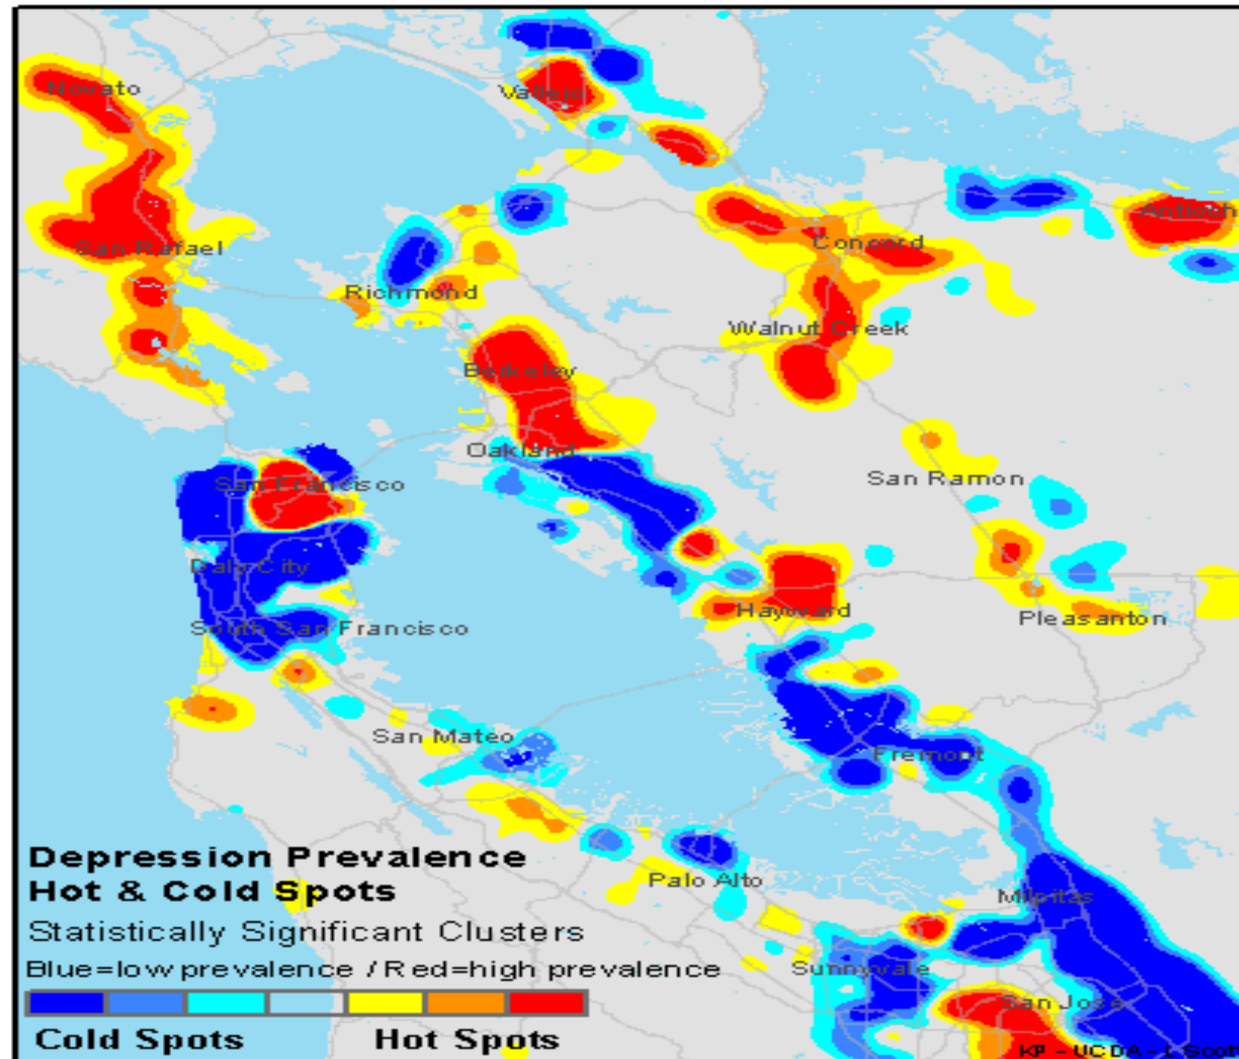 Novato
Vallejo
Antioch
San Rafael
Concord
Richmond
Walnut Creek
Berkeley
Oakland
San Francisco
San Ramon
Daly City
Hayward
Pleasanton
South San Francisco
San Mateo
Fremont
Palo Alto
Milpitas
Sunnyvale
San Jose
Depression Prevalence
Hot & Cold Spots
Statistically Significant Clusters
Blue=low prevalence / Red=high prevalence
Cold Spots Hot Spots
KP - UCDA - J. Scott